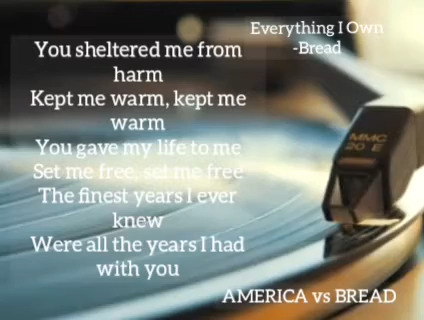 Everything I Own
-Bread
You sheltered me from
harm
Kept me warm, kept me
warm
You gave my life to me
Set me free, set me free
The finest years I ever
knew
Were all the years I had
with you
MMC
20 E
AMERICA vs BREAD